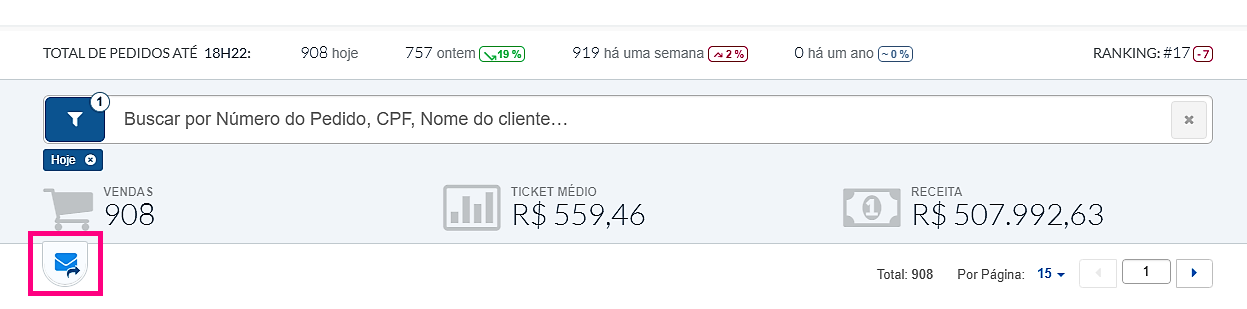 TOTAL DE PEDIDOS ATÉ 18H22: 908 hoje 757 ontem 19 % 919 há uma semana 2 % 0 há um ano ~ 0 % RANKING: #17 -7
1
Buscar por Número do Pedido, CPF, Nome do cliente…
Hoje
VENDAS TICKET MÉDIO RECEITA
908 R$ 559,46 R$ 507.992,63
Total: 908 Por Página: 15 1